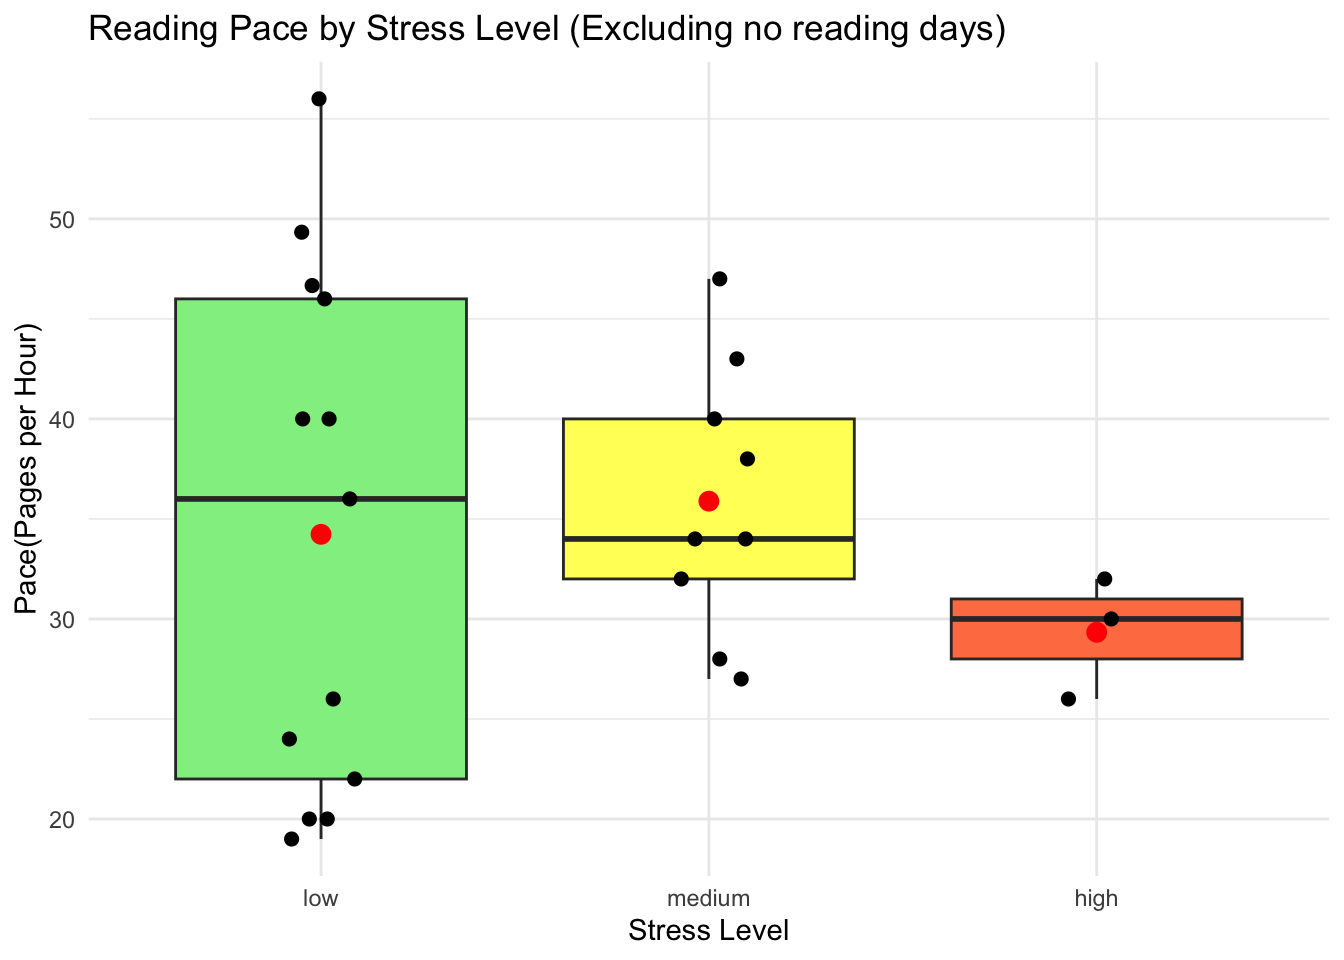 Reading Pace by Stress Level (Excluding no reading days)
Pace(Pages per Hour)
50
40
30
20
low medium high
Stress Level